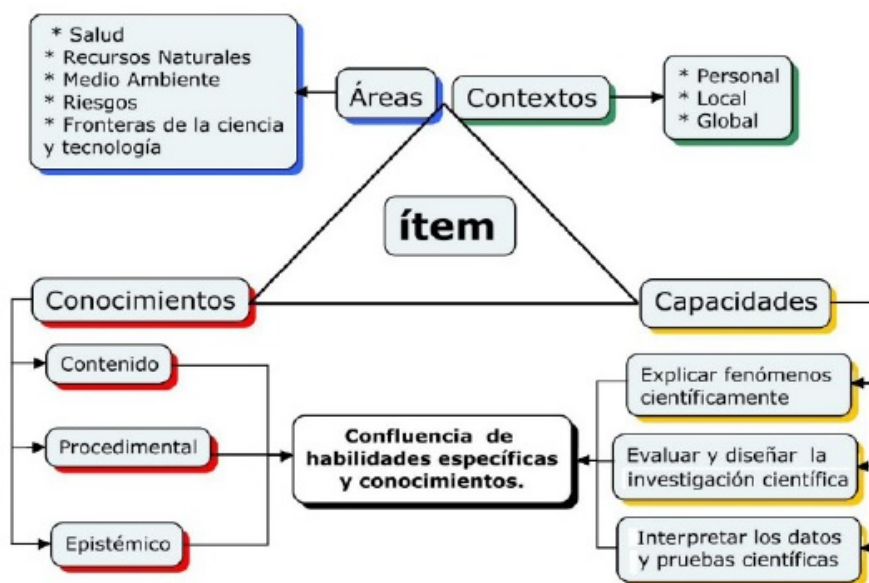 * Salud
* Recursos Naturales
* Medio Ambiente
* Riesgos
* Fronteras de la ciencia
y tecnología
Áreas
Contextos
* Personal
* Local
* Global
ítem
Conocimientos
Capacidades
Contenido
Procedimental
Epistémico
Confluencia de
habilidades específicas
y conocimientos.
Explicar fenómenos
científicamente
Evaluar y diseñar la
investigación científica
Interpretar los datos
y pruebas científicas